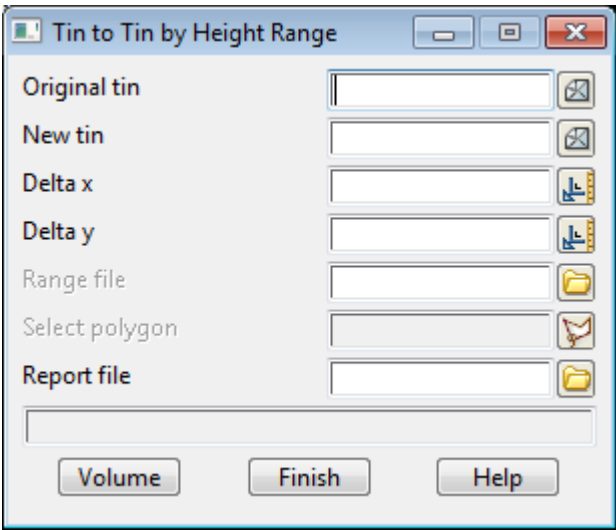 Tin to Tin by Height Range
Original tin
New tin
Delta x
Delta y
Range file
Select polygon
Report file
Volume Finish Help